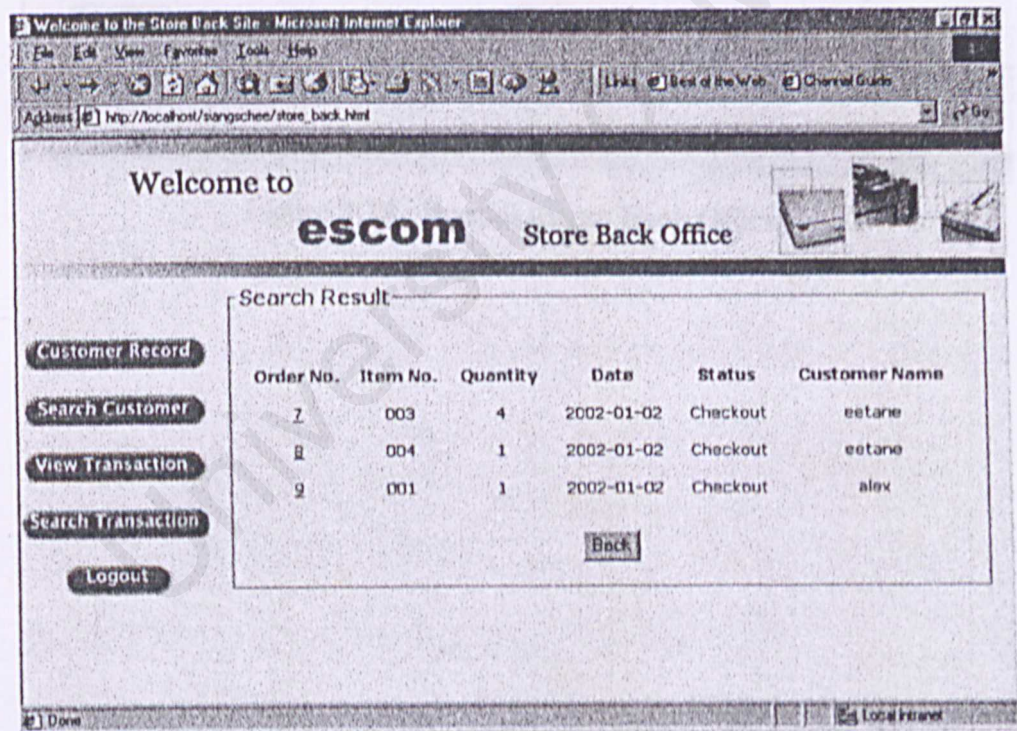 Welcome to the Store Back Site - Microsoft Internet Explorer
File Edit View Favorites Tools Help
Links Best of the Web Channel Guide
Address http://localhost/siangschee/store_back.html Go
Welcome to
escom Store Back Office
Search Result
Customer Record
Search Customer
View Transaction
Search Transaction
Logout
Order No. Item No. Quantity Date Status Customer Name
7 003 4 2002-01-02 Checkout eetane
8 004 1 2002-01-02 Checkout eetane
9 001 1 2002-01-02 Checkout alex
Back
Done Local intranet
University